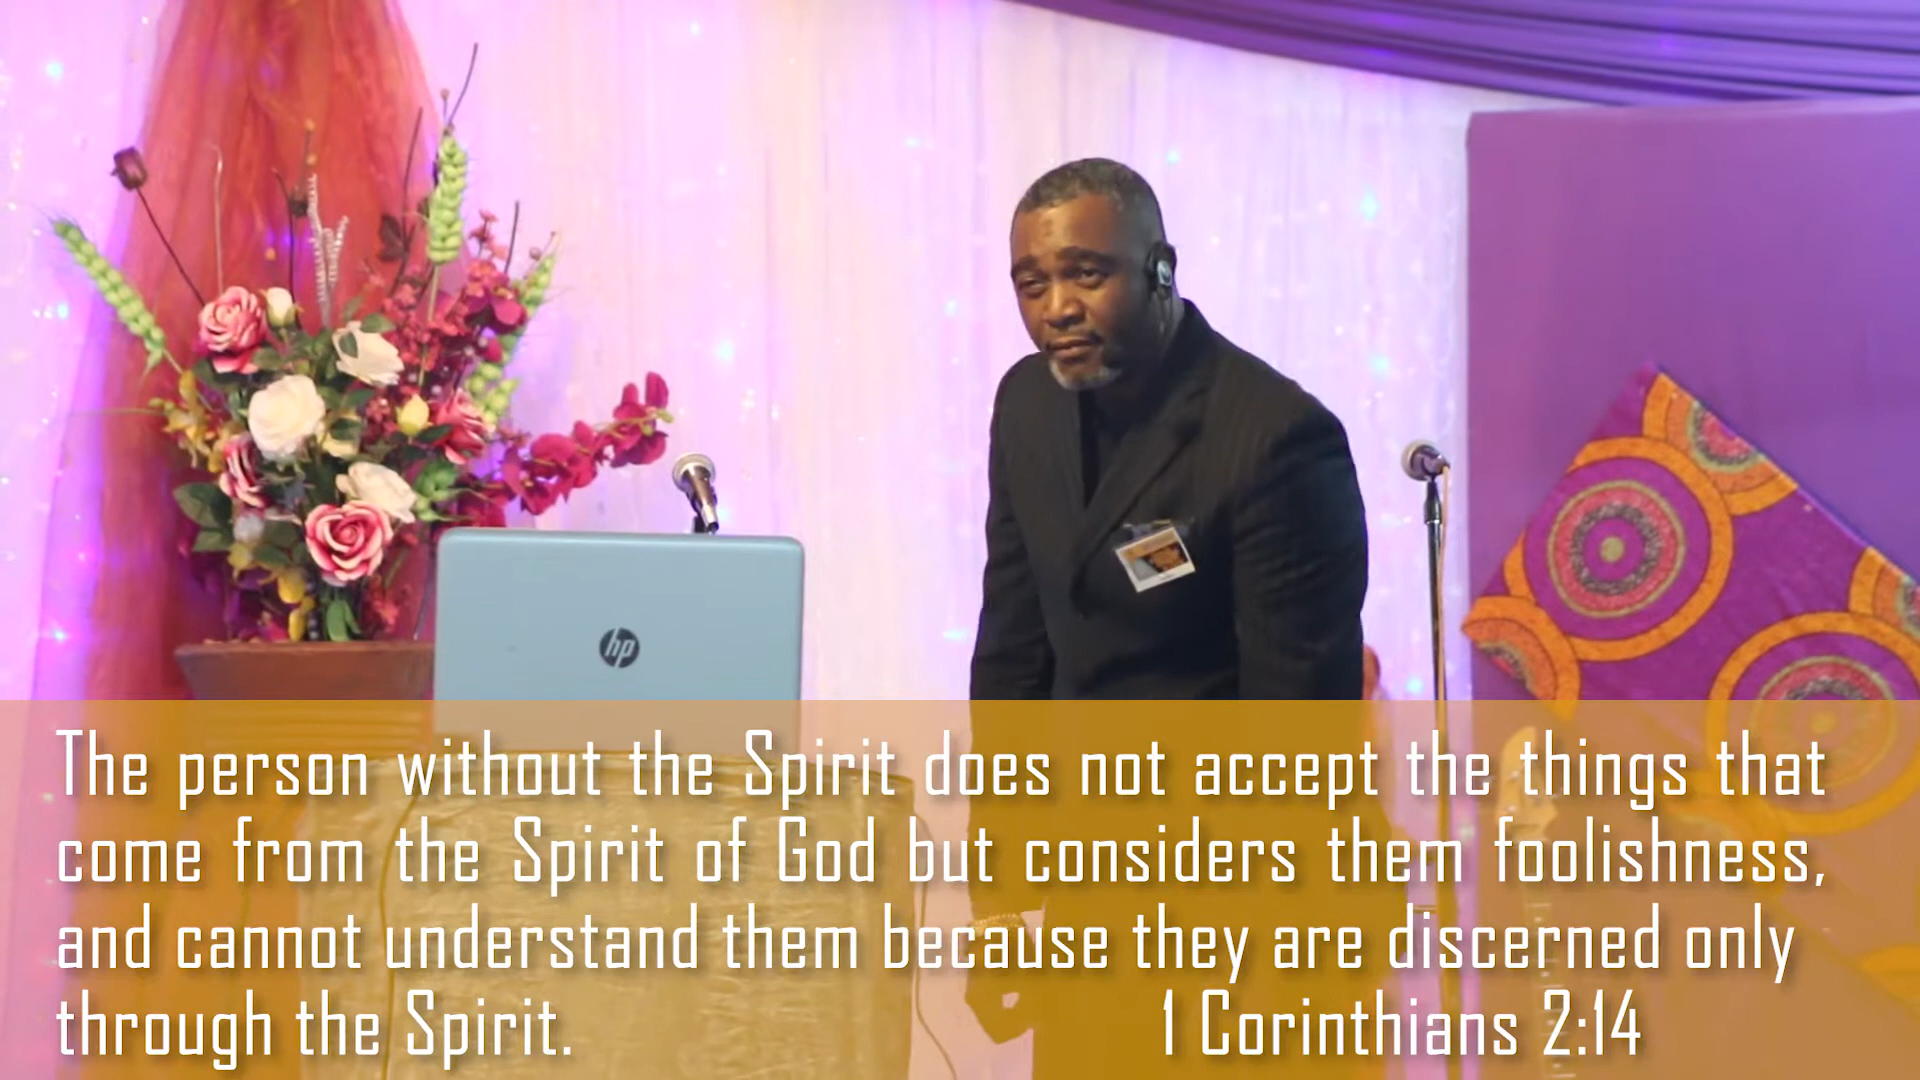 hp
The person without the Spirit does not accept the things that
come from the Spirit of God but considers them foolishness,
and cannot understand them because they are discerned only
through the Spirit. 1 Corinthians 2:14